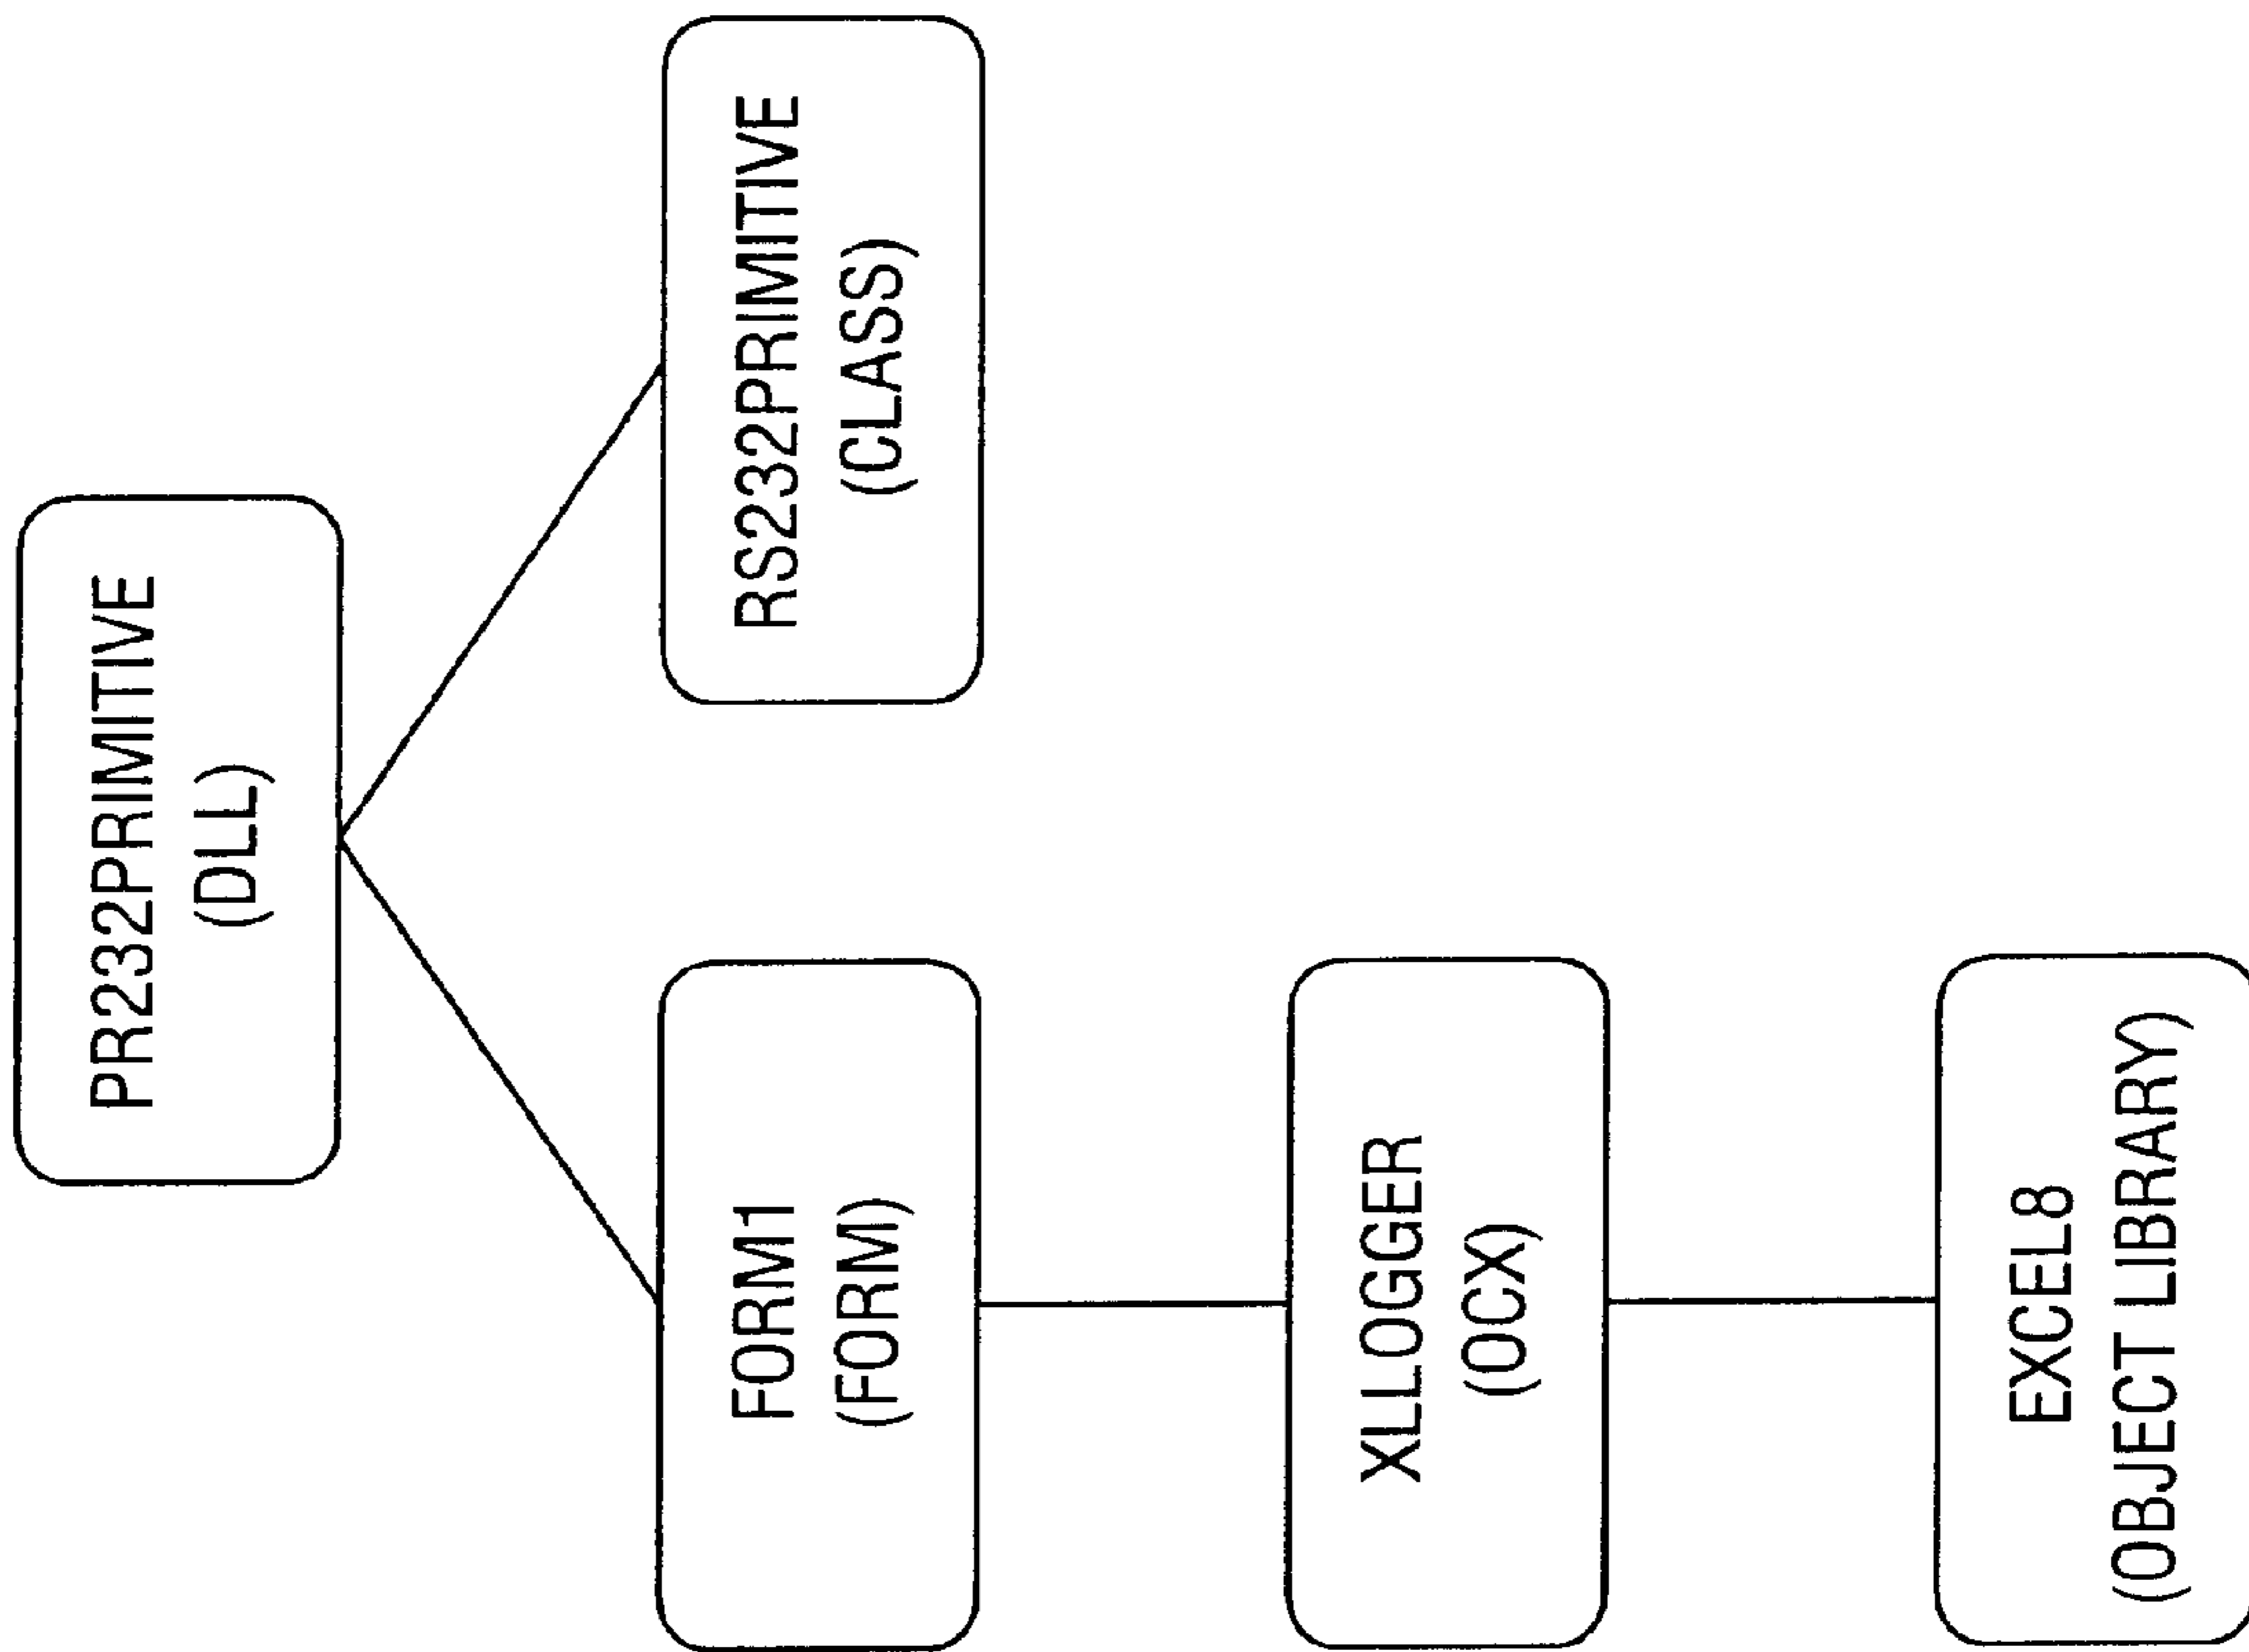 PR232PRIMITIVE
(DLL)
FORM1
(FORM)
RS232PRIMITIVE
(CLASS)
XLLOGGER
(OCX)
EXCEL8
(OBJECT LIBRARY)